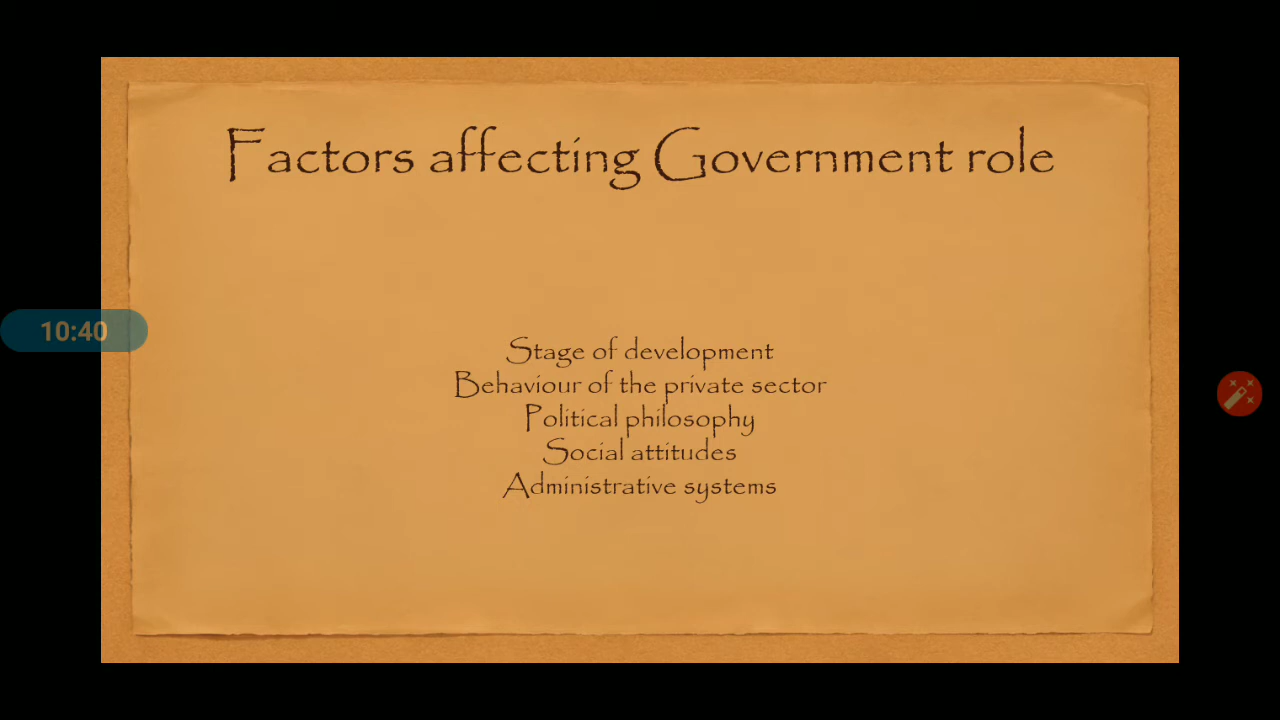 Factors affecting Government role
10:40
Stage of development
Behaviour of the private sector
Political philosophy
Social attitudes
Administrative systems